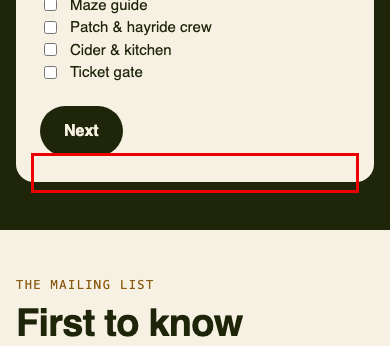 Maze guide
Patch & hayride crew
Cider & kitchen
Ticket gate
Next
THE MAILING LIST
First to know